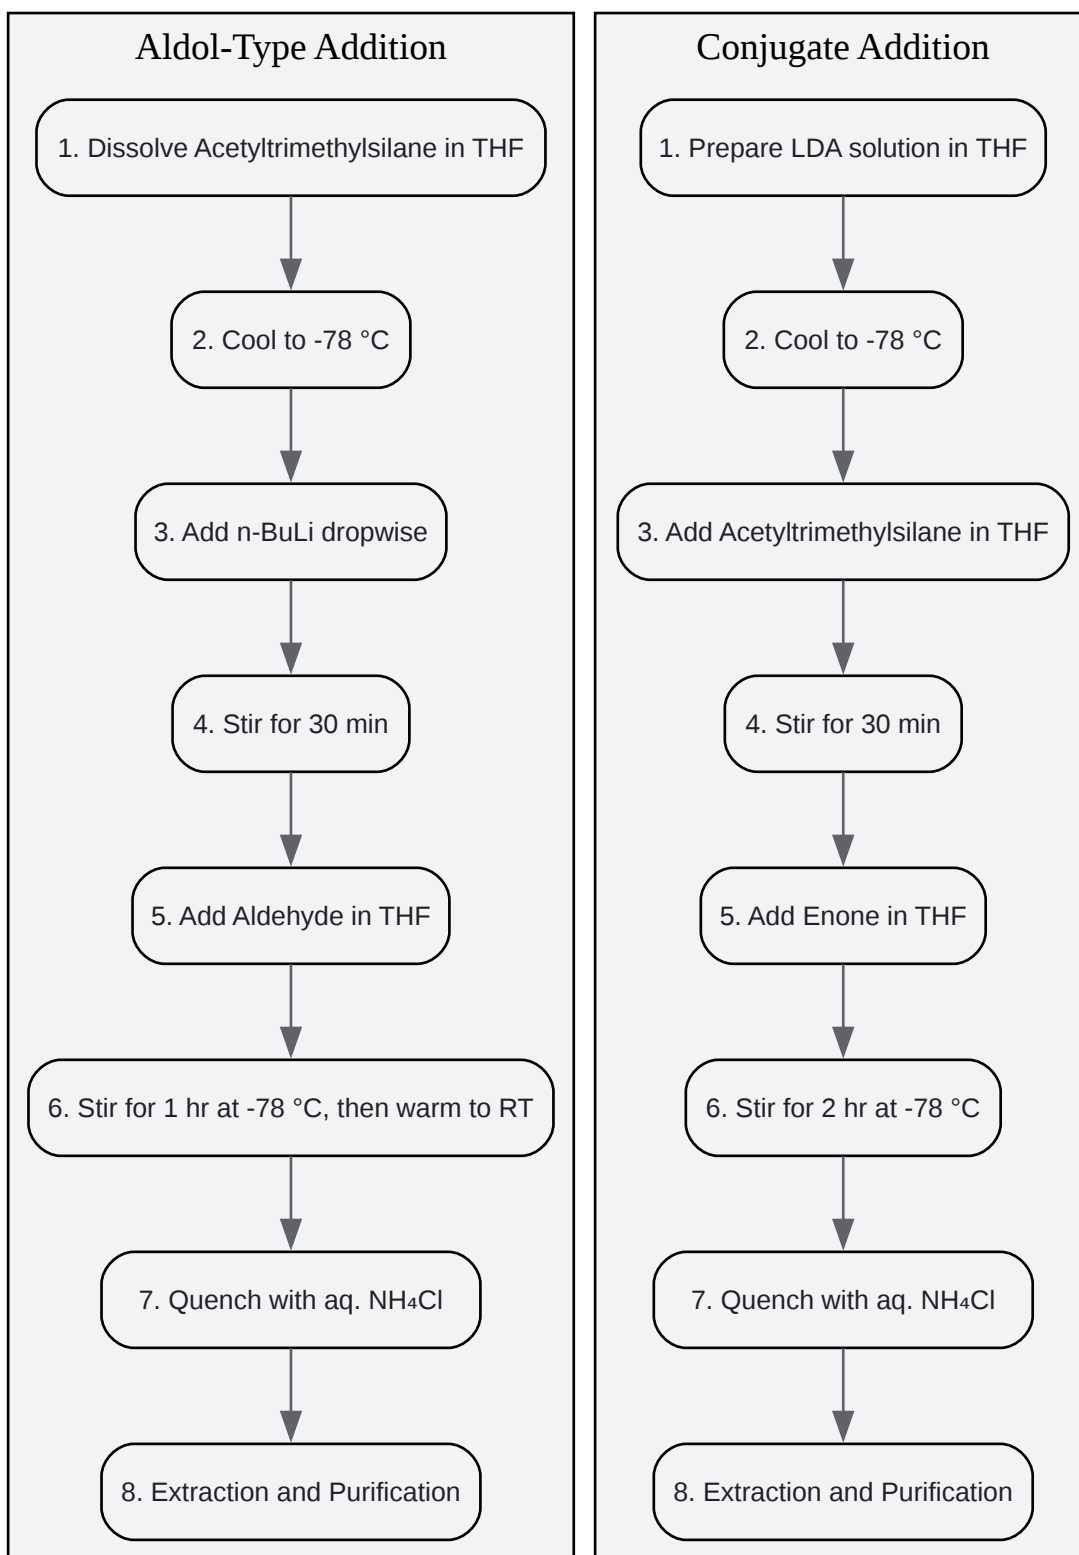 Aldol-Type Addition
1. Dissolve Acetyltrimethylsilane in THF
2. Cool to -78 °C
3. Add n-BuLi dropwise
4. Stir for 30 min
5. Add Aldehyde in THF
6. Stir for 1 hr at -78 °C, then warm to RT
7. Quench with aq. NH₄Cl
8. Extraction and Purification
Conjugate Addition
1. Prepare LDA solution in THF
2. Cool to -78 °C
3. Add Acetyltrimethylsilane in THF
4. Stir for 30 min
5. Add Enone in THF
6. Stir for 2 hr at -78 °C
7. Quench with aq. NH₄Cl
8. Extraction and Purification